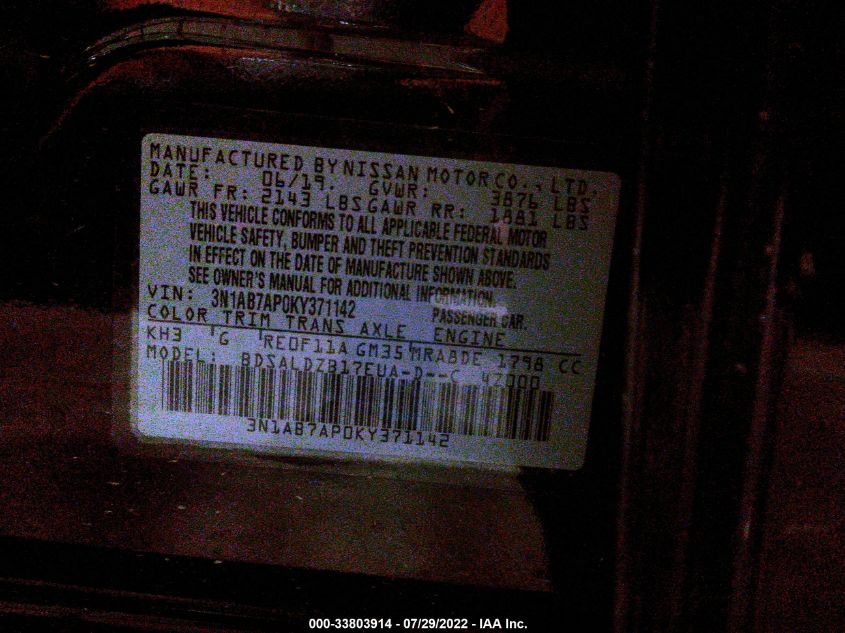 MANUFACTURED BY NISSAN MOTOR CO., LTD.
DATE: 06/19. GVWR: 3876 LBS
GAWR FR: 2143 LBS GAWR RR: 1881 LBS
THIS VEHICLE CONFORMS TO ALL APPLICABLE FEDERAL MOTOR
VEHICLE SAFETY, BUMPER AND THEFT PREVENTION STANDARDS
IN EFFECT ON THE DATE OF MANUFACTURE SHOWN ABOVE.
SEE OWNER'S MANUAL FOR ADDITIONAL INFORMATION.
VIN: 3N1AB7AP0KY371142 PASSENGER CAR.
COLOR TRIM TRANS AXLE ENGINE
KH3 G RE0F11A GM35 MRA8DE 1798 CC
MODEL: BDSALDZB17EUA-D--C 47000
3N1AB7AP0KY371142
000-33803914 - 07/29/2022 - IAA Inc.